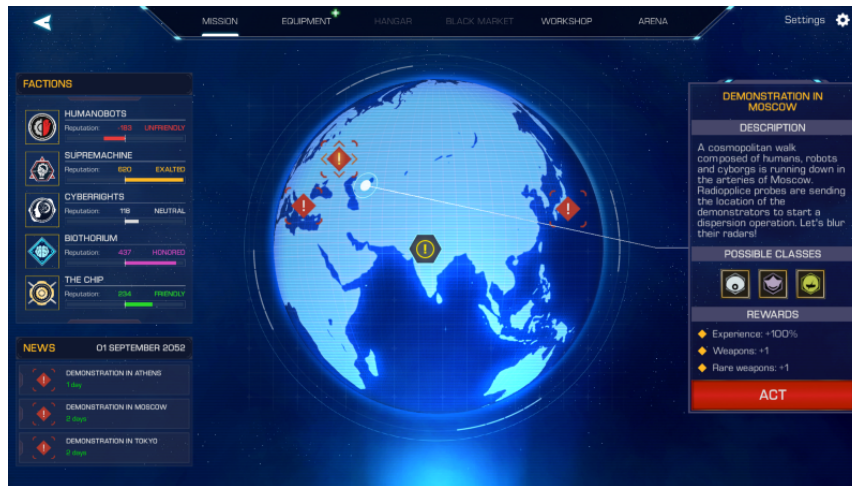 MISSION
EQUIPMENT
HANGAR
BLACK MARKET
WORKSHOP
ARENA
Settings
FACTIONS
HUMANOBOTS
Reputation: -183 UNFRIENDLY
SUPREMACHINE
Reputation: 620 EXALTED
CYBERRIGHTS
Reputation: 118 NEUTRAL
BIOTHORIUM
Reputation: 437 HONORED
THE CHIP
Reputation: 234 FRIENDLY
NEWS 01 SEPTEMBER 2052
DEMONSTRATION IN ATHENS
1 day
DEMONSTRATION IN MOSCOW
2 days
DEMONSTRATION IN TOKYO
2 days
DEMONSTRATION IN
MOSCOW
DESCRIPTION
A cosmopolitan walk
composed of humans, robots
and cyborgs is running down in
the arteries of Moscow.
Radiopplice probes are sending
the location of the
demonstrators to start a
dispersion operation. Let's blur
their radars!
POSSIBLE CLASSES
REWARDS
Experience: +100%
Weapons: +1
Rare weapons: +1
ACT